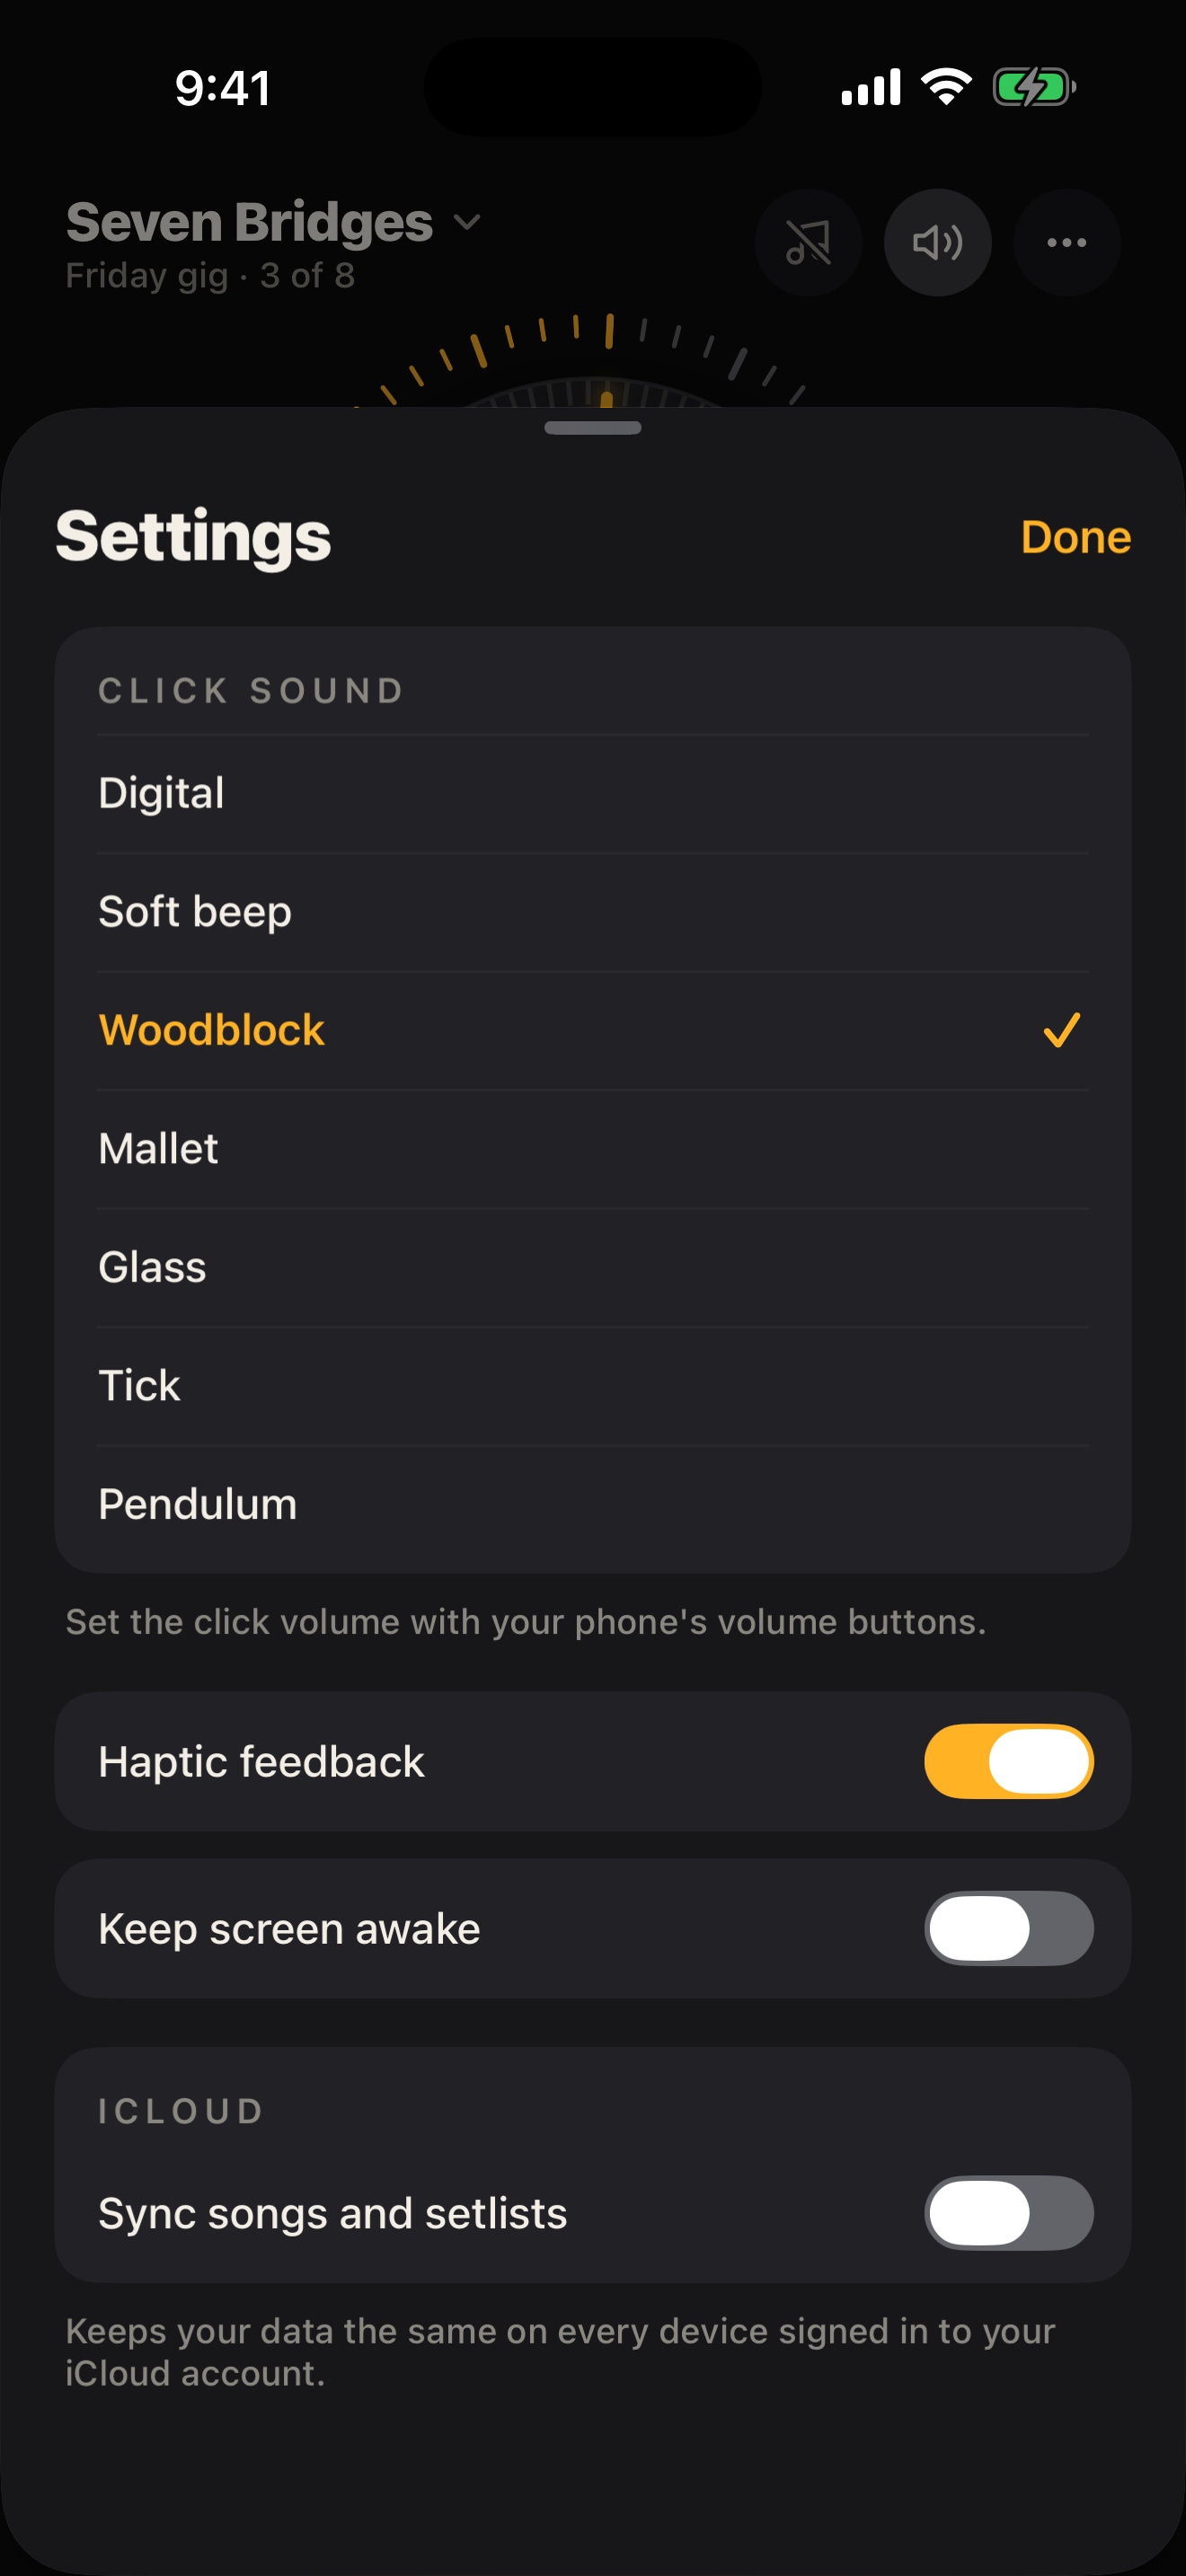 9:41
Seven Bridges
Friday gig · 3 of 8
Settings
Done
CLICK SOUND
Digital
Soft beep
Woodblock
Mallet
Glass
Tick
Pendulum
Set the click volume with your phone's volume buttons.
Haptic feedback
Keep screen awake
ICLOUD
Sync songs and setlists
Keeps your data the same on every device signed in to your
iCloud account.